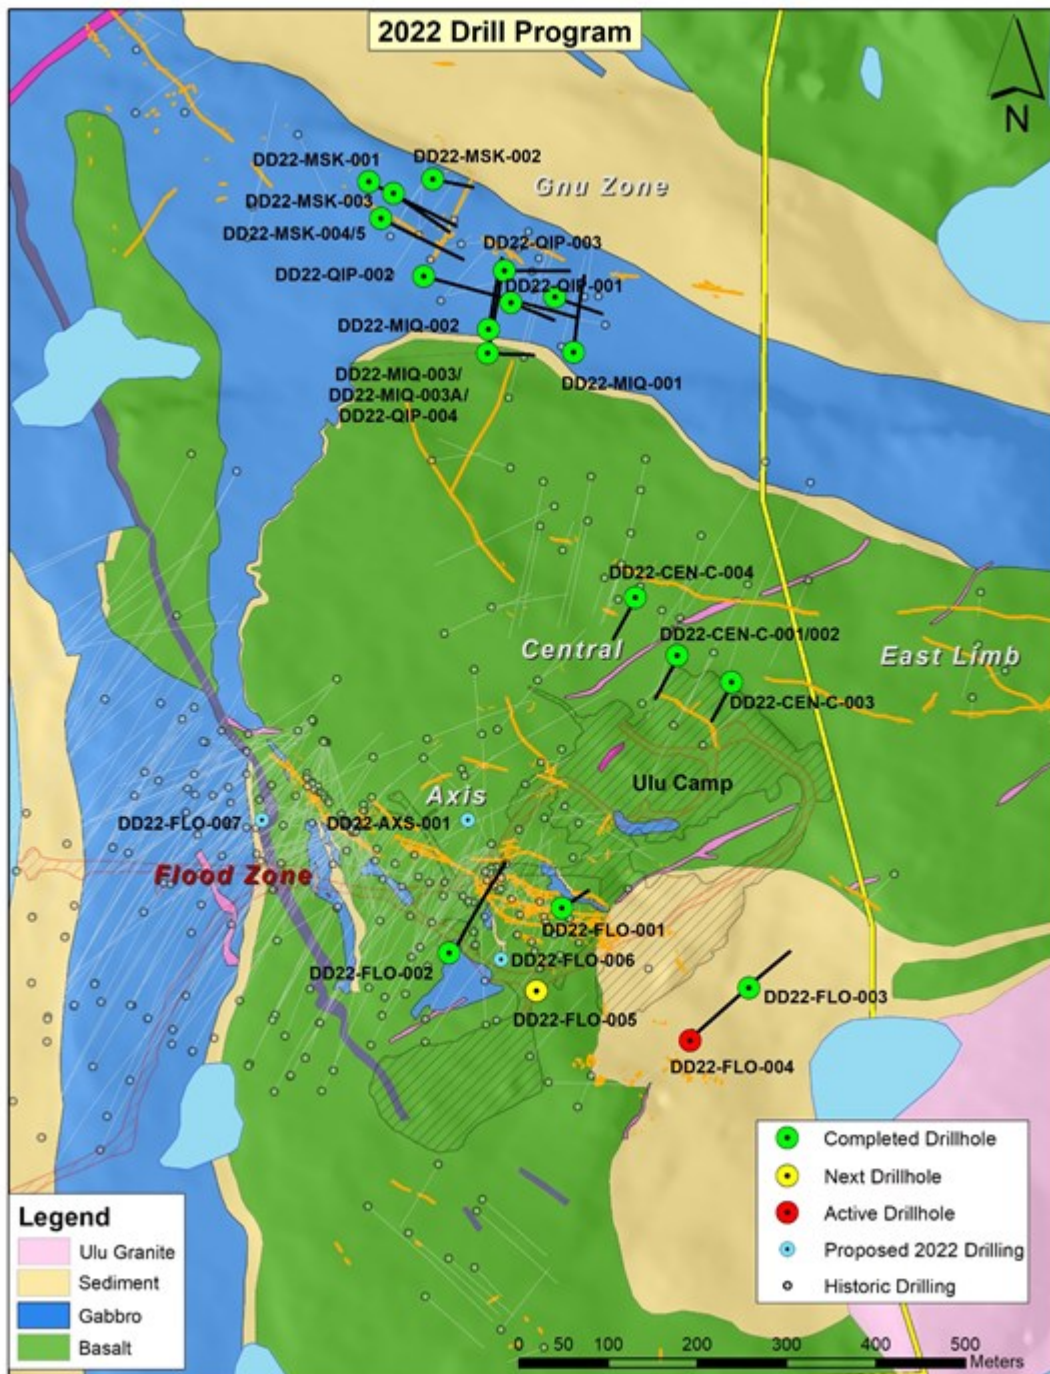 2022 Drill Program
N
DD22-MSK-001
DD22-MSK-002
Gnu Zone
DD22-MSK-003
DD22-MSK-004/5
DD22-QIP-003
DD22-QIP-002
DD22-QIP-001
DD22-MIQ-002
DD22-MIQ-003/
DD22-MIQ-003A/
DD22-QIP-004
DD22-MIQ-001
DD22-CEN-C-004
Central
DD22-CEN-C-001/002
East Limb
DD22-CEN-C-003
Ulu Camp
Axis
DD22-FLO-007
DD22-AXS-001
Flood Zone
DD22-FLO-001
DD22-FLO-002
DD22-FLO-006
DD22-FLO-003
DD22-FLO-005
DD22-FLO-004
Completed Drillhole
Next Drillhole
Active Drillhole
Proposed 2022 Drilling
Historic Drilling
Legend
Ulu Granite
Sediment
Gabbro
Basalt
0 50 100 200 300 400 500
Meters